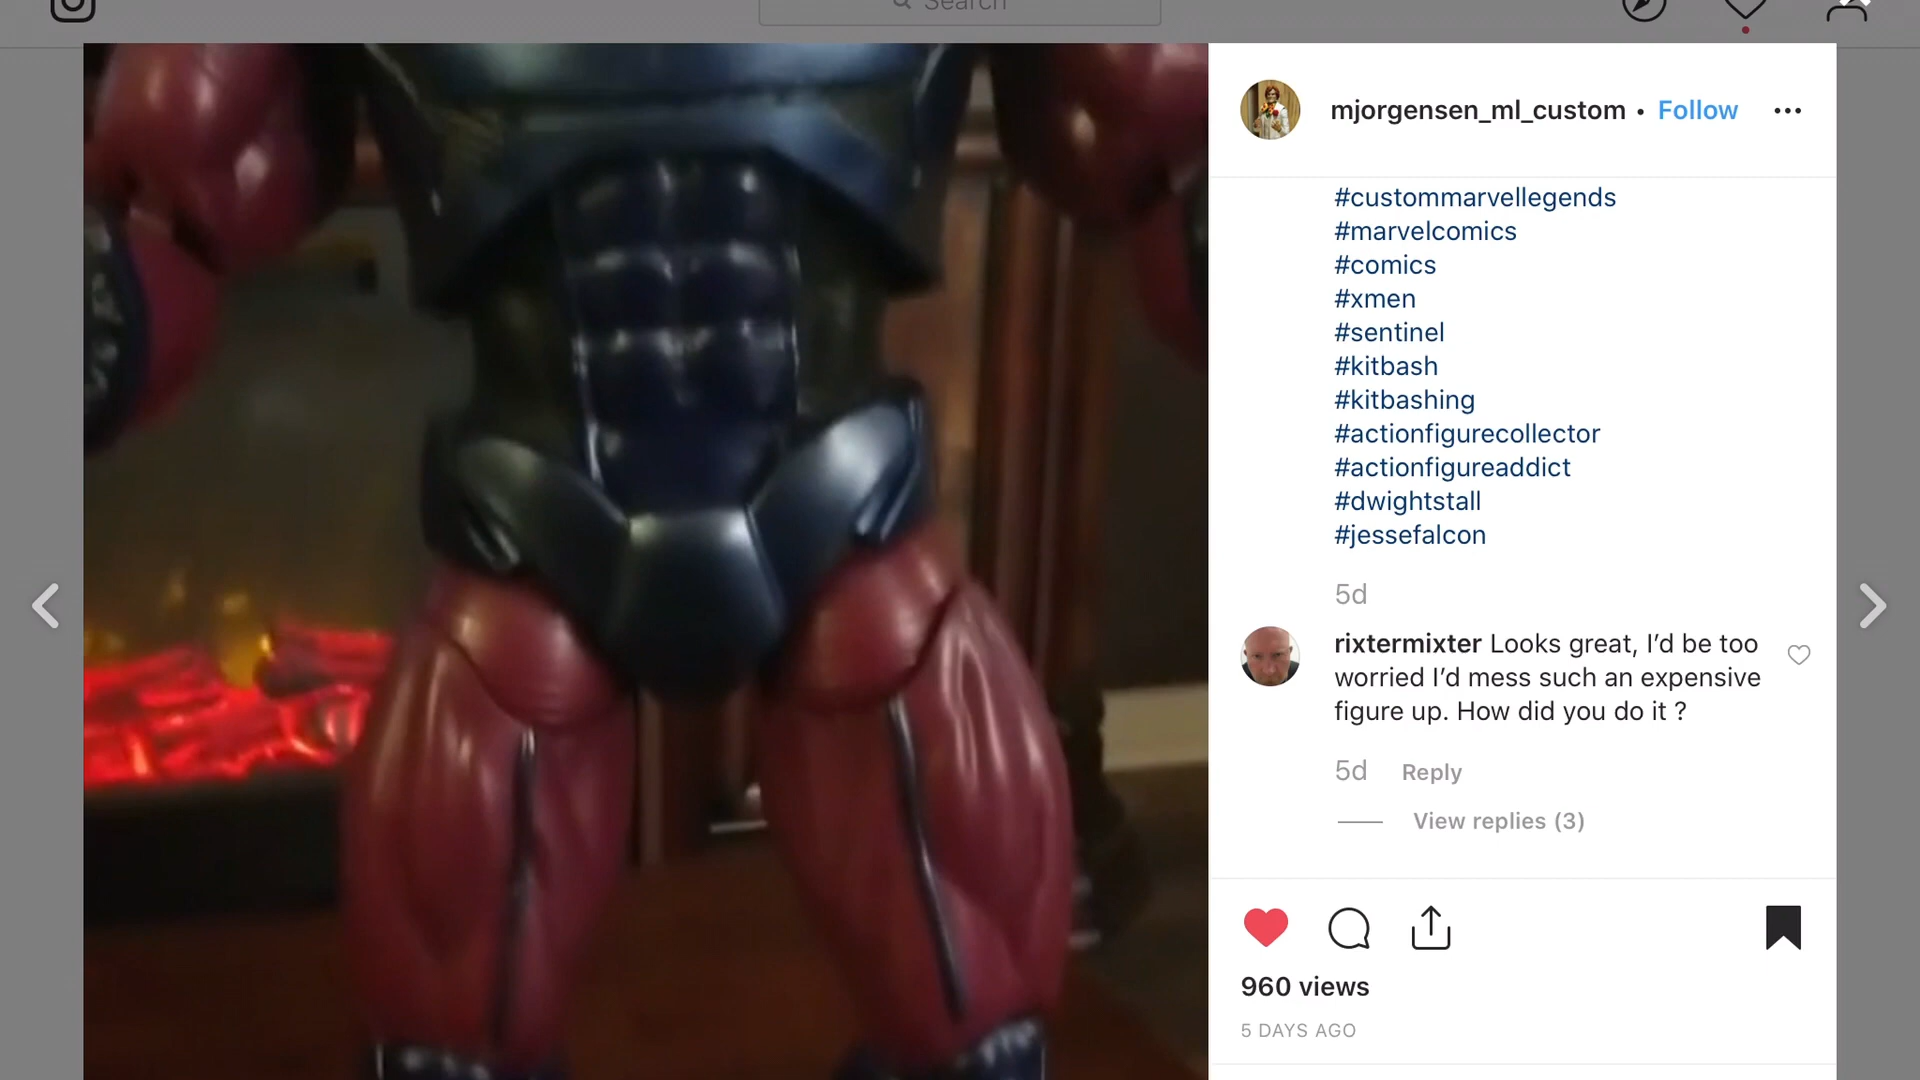 Search
mjorgensen_ml_custom • Follow
#custommarvellegends
#marvelcomics
#comics
#xmen
#sentinel
#kitbash
#kitbashing
#actionfigurecollector
#actionfigureaddict
#dwightstall
#jessefalcon
5d
rixtermixter Looks great, I’d be too
worried I’d mess such an expensive
figure up. How did you do it ?
5d Reply
View replies (3)
960 views
5 DAYS AGO